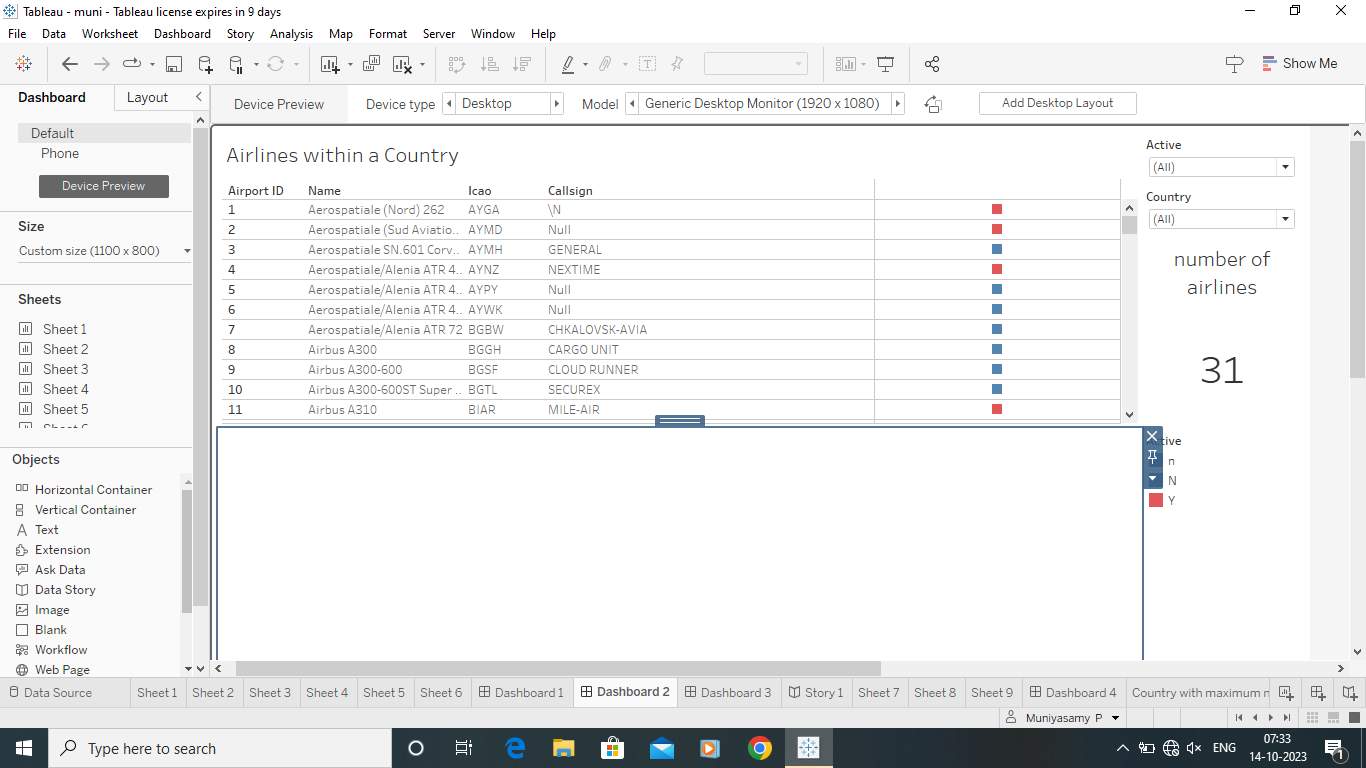 Tableau - muni - Tableau license expires in 9 days
File Data Worksheet Dashboard Story Analysis Map Format Server Window Help
Show Me
Dashboard Layout
Device Preview Device type Desktop Model Generic Desktop Monitor (1920 x 1080) Add Desktop Layout
Default
Phone
Device Preview
Size
Custom size (1100 x 800)
Sheets
Sheet 1
Sheet 2
Sheet 3
Sheet 4
Sheet 5
Objects
Horizontal Container
Vertical Container
Text
Extension
Ask Data
Data Story
Image
Blank
Workflow
Web Page
Airlines within a Country
Airport ID Name Icao Callsign
1 Aerospatiale (Nord) 262 AYGA \N
2 Aerospatiale (Sud Aviatio.. AYMD Null
3 Aerospatiale SN.601 Corv.. AYMH GENERAL
4 Aerospatiale/Alenia ATR 4.. AYNZ NEXTIME
5 Aerospatiale/Alenia ATR 4.. AYPY Null
6 Aerospatiale/Alenia ATR 4.. AYWK Null
7 Aerospatiale/Alenia ATR 72 BGBW CHKALOVSK-AVIA
8 Airbus A300 BGGH CARGO UNIT
9 Airbus A300-600 BGSF CLOUD RUNNER
10 Airbus A300-600ST Super .. BGTL SECUREX
11 Airbus A310 BIAR MILE-AIR
Active
(All)
Country
(All)
number of
airlines
31
n
N
Y
Data Source Sheet 1 Sheet 2 Sheet 3 Sheet 4 Sheet 5 Sheet 6 Dashboard 1 Dashboard 2 Dashboard 3 Story 1 Sheet 7 Sheet 8 Sheet 9 Dashboard 4 Country with maximum n
Muniyasamy P
Type here to search
ENG
07:33
14-10-2023
1